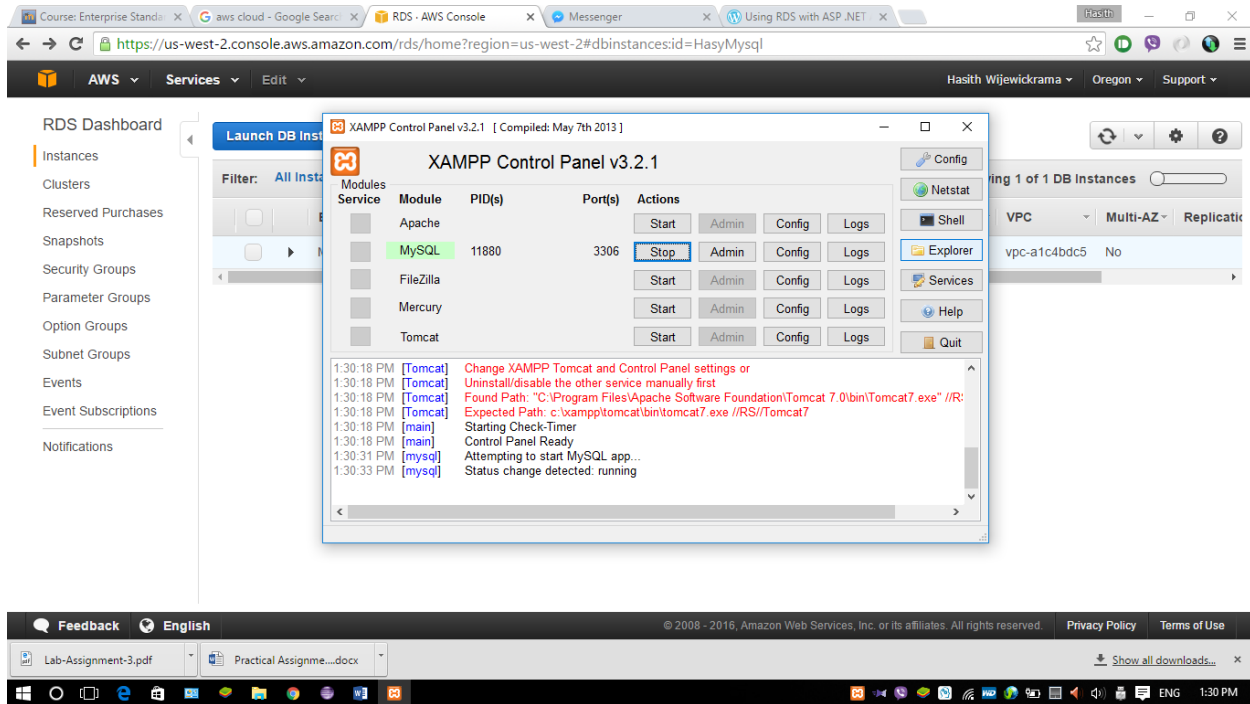 Course: Enterprise Standar
aws cloud - Google Searc
RDS · AWS Console
Messenger
Using RDS with ASP .NET
Hasith
https://us-west-2.console.aws.amazon.com/rds/home?region=us-west-2#dbinstances:id=HasyMysql
AWS
Services
Edit
Hasith Wijewickrama
Oregon
Support
RDS Dashboard
Instances
Clusters
Reserved Purchases
Snapshots
Security Groups
Parameter Groups
Option Groups
Subnet Groups
Events
Event Subscriptions
Notifications
Launch DB Inst
Filter: All Insta
ing 1 of 1 DB Instances
VPC Multi-AZ Replicatio
vpc-a1c4bdc5 No
XAMPP Control Panel v3.2.1 [ Compiled: May 7th 2013 ]
XAMPP Control Panel v3.2.1
Modules
Service Module PID(s) Port(s) Actions
Apache Start Admin Config Logs
MySQL 11880 3306 Stop Admin Config Logs
FileZilla Start Admin Config Logs
Mercury Start Admin Config Logs
Tomcat Start Admin Config Logs
Config
Netstat
Shell
Explorer
Services
Help
Quit
1:30:18 PM [Tomcat] Change XAMPP Tomcat and Control Panel settings or
1:30:18 PM [Tomcat] Uninstall/disable the other service manually first
1:30:18 PM [Tomcat] Found Path: "C:\Program Files\Apache Software Foundation\Tomcat 7.0\bin\Tomcat7.exe" //RS
1:30:18 PM [Tomcat] Expected Path: c:\xampp\tomcat\bin\tomcat7.exe //RS//Tomcat7
1:30:18 PM [main] Starting Check-Timer
1:30:18 PM [main] Control Panel Ready
1:30:31 PM [mysql] Attempting to start MySQL app...
1:30:33 PM [mysql] Status change detected: running
Feedback
English
© 2008 - 2016, Amazon Web Services, Inc. or its affiliates. All rights reserved.
Privacy Policy
Terms of Use
Lab-Assignment-3.pdf
Practical Assignme....docx
Show all downloads...
ENG
1:30 PM